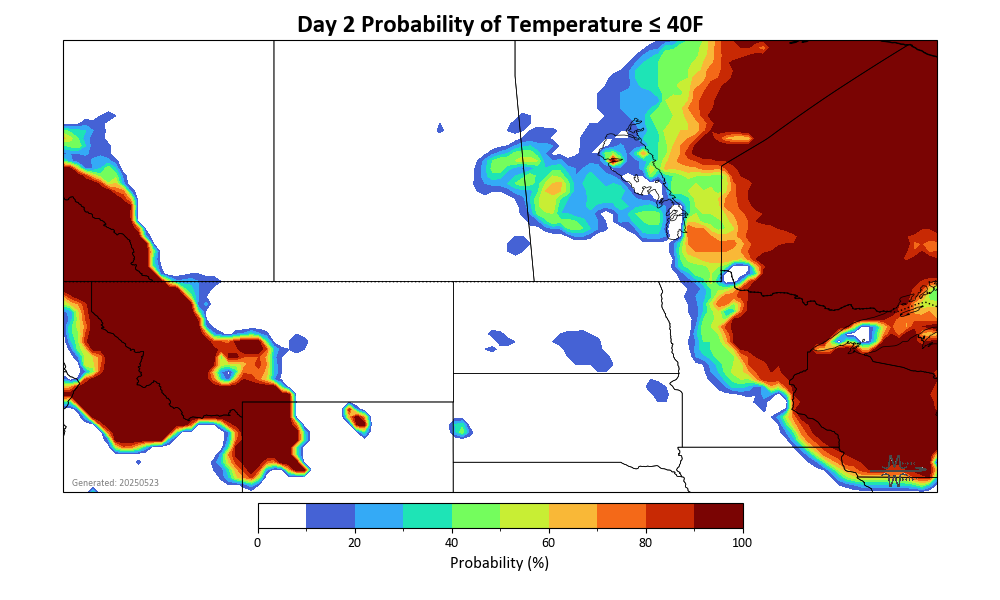 Day 2 Probability of Temperature ≤ 40F
Generated: 20250523
0 20 40 60 80 100
Probability (%)